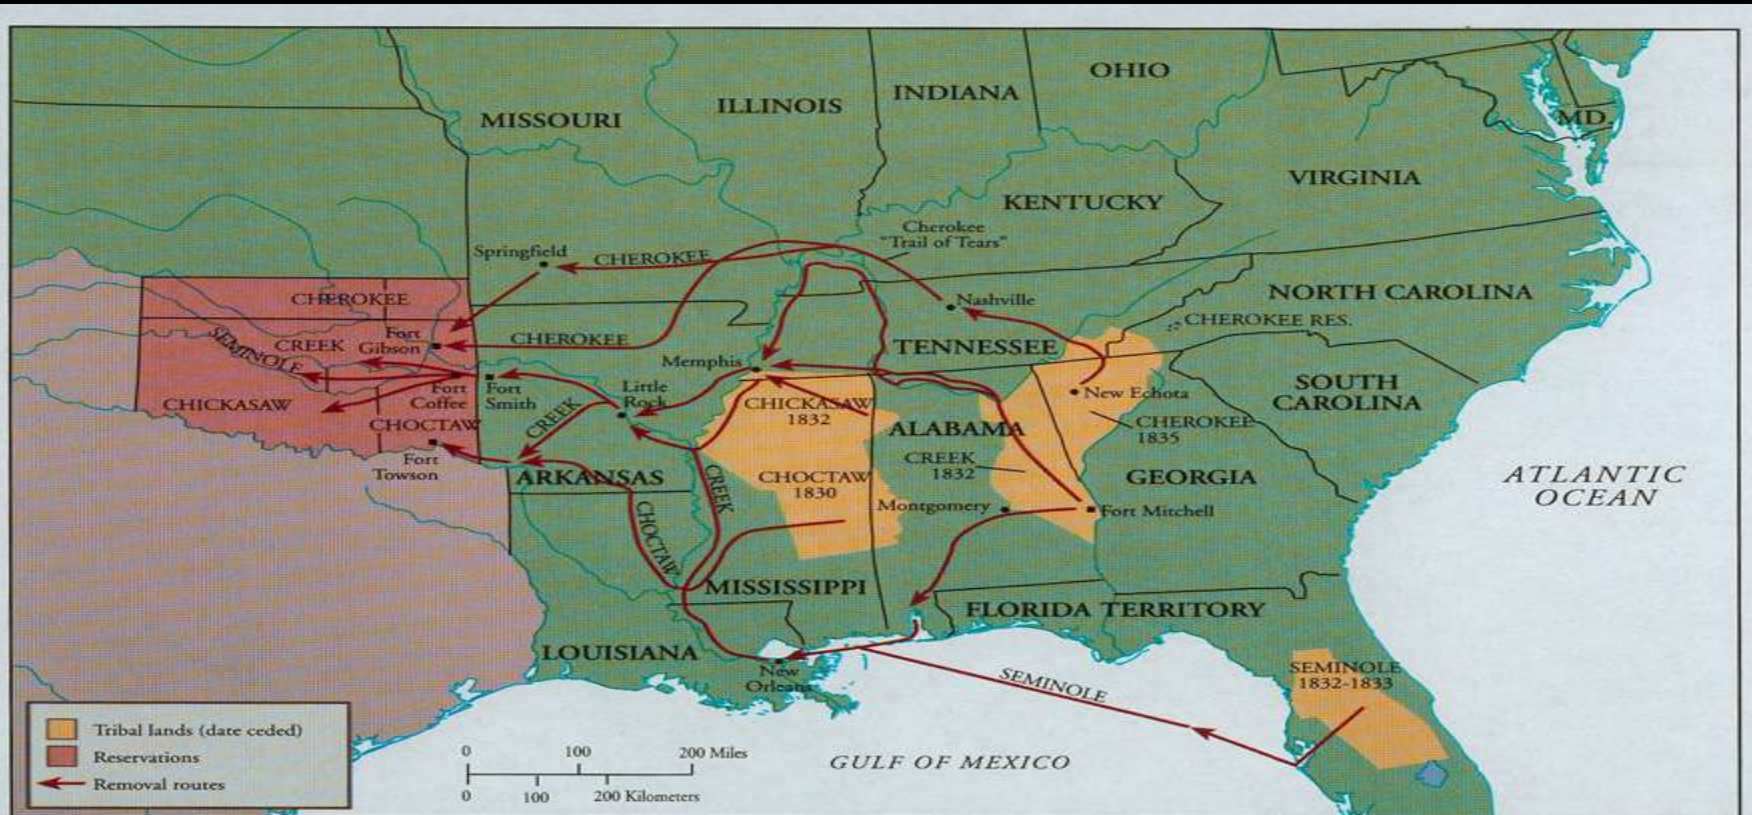 MISSOURI
ILLINOIS
INDIANA
OHIO
MD.
VIRGINIA
KENTUCKY
Cherokee
"Trail of Tears"
Springfield
CHEROKEE
CHEROKEE
Nashville
NORTH CAROLINA
CHEROKEE RES.
SEMINOLE
CREEK
Fort
Gibson
CHEROKEE
Memphis
TENNESSEE
CHICKASAW
Fort
Coffee
Fort
Smith
Little
Rock
CHICKASAW
1832
New Echota
SOUTH
CAROLINA
CHOCTAW
CREEK
ALABAMA
CHEROKEE
1835
Fort
Towson
ARKANSAS
CREEK
CHOCTAW
1830
CREEK
1832
GEORGIA
ATLANTIC
OCEAN
Montgomery
Fort Mitchell
CHOCTAW
MISSISSIPPI
FLORIDA TERRITORY
LOUISIANA
New
Orleans
SEMINOLE
SEMINOLE
1832-1833
Tribal lands (date ceded)
Reservations
Removal routes
0 100 200 Miles
0 100 200 Kilometers
GULF OF MEXICO